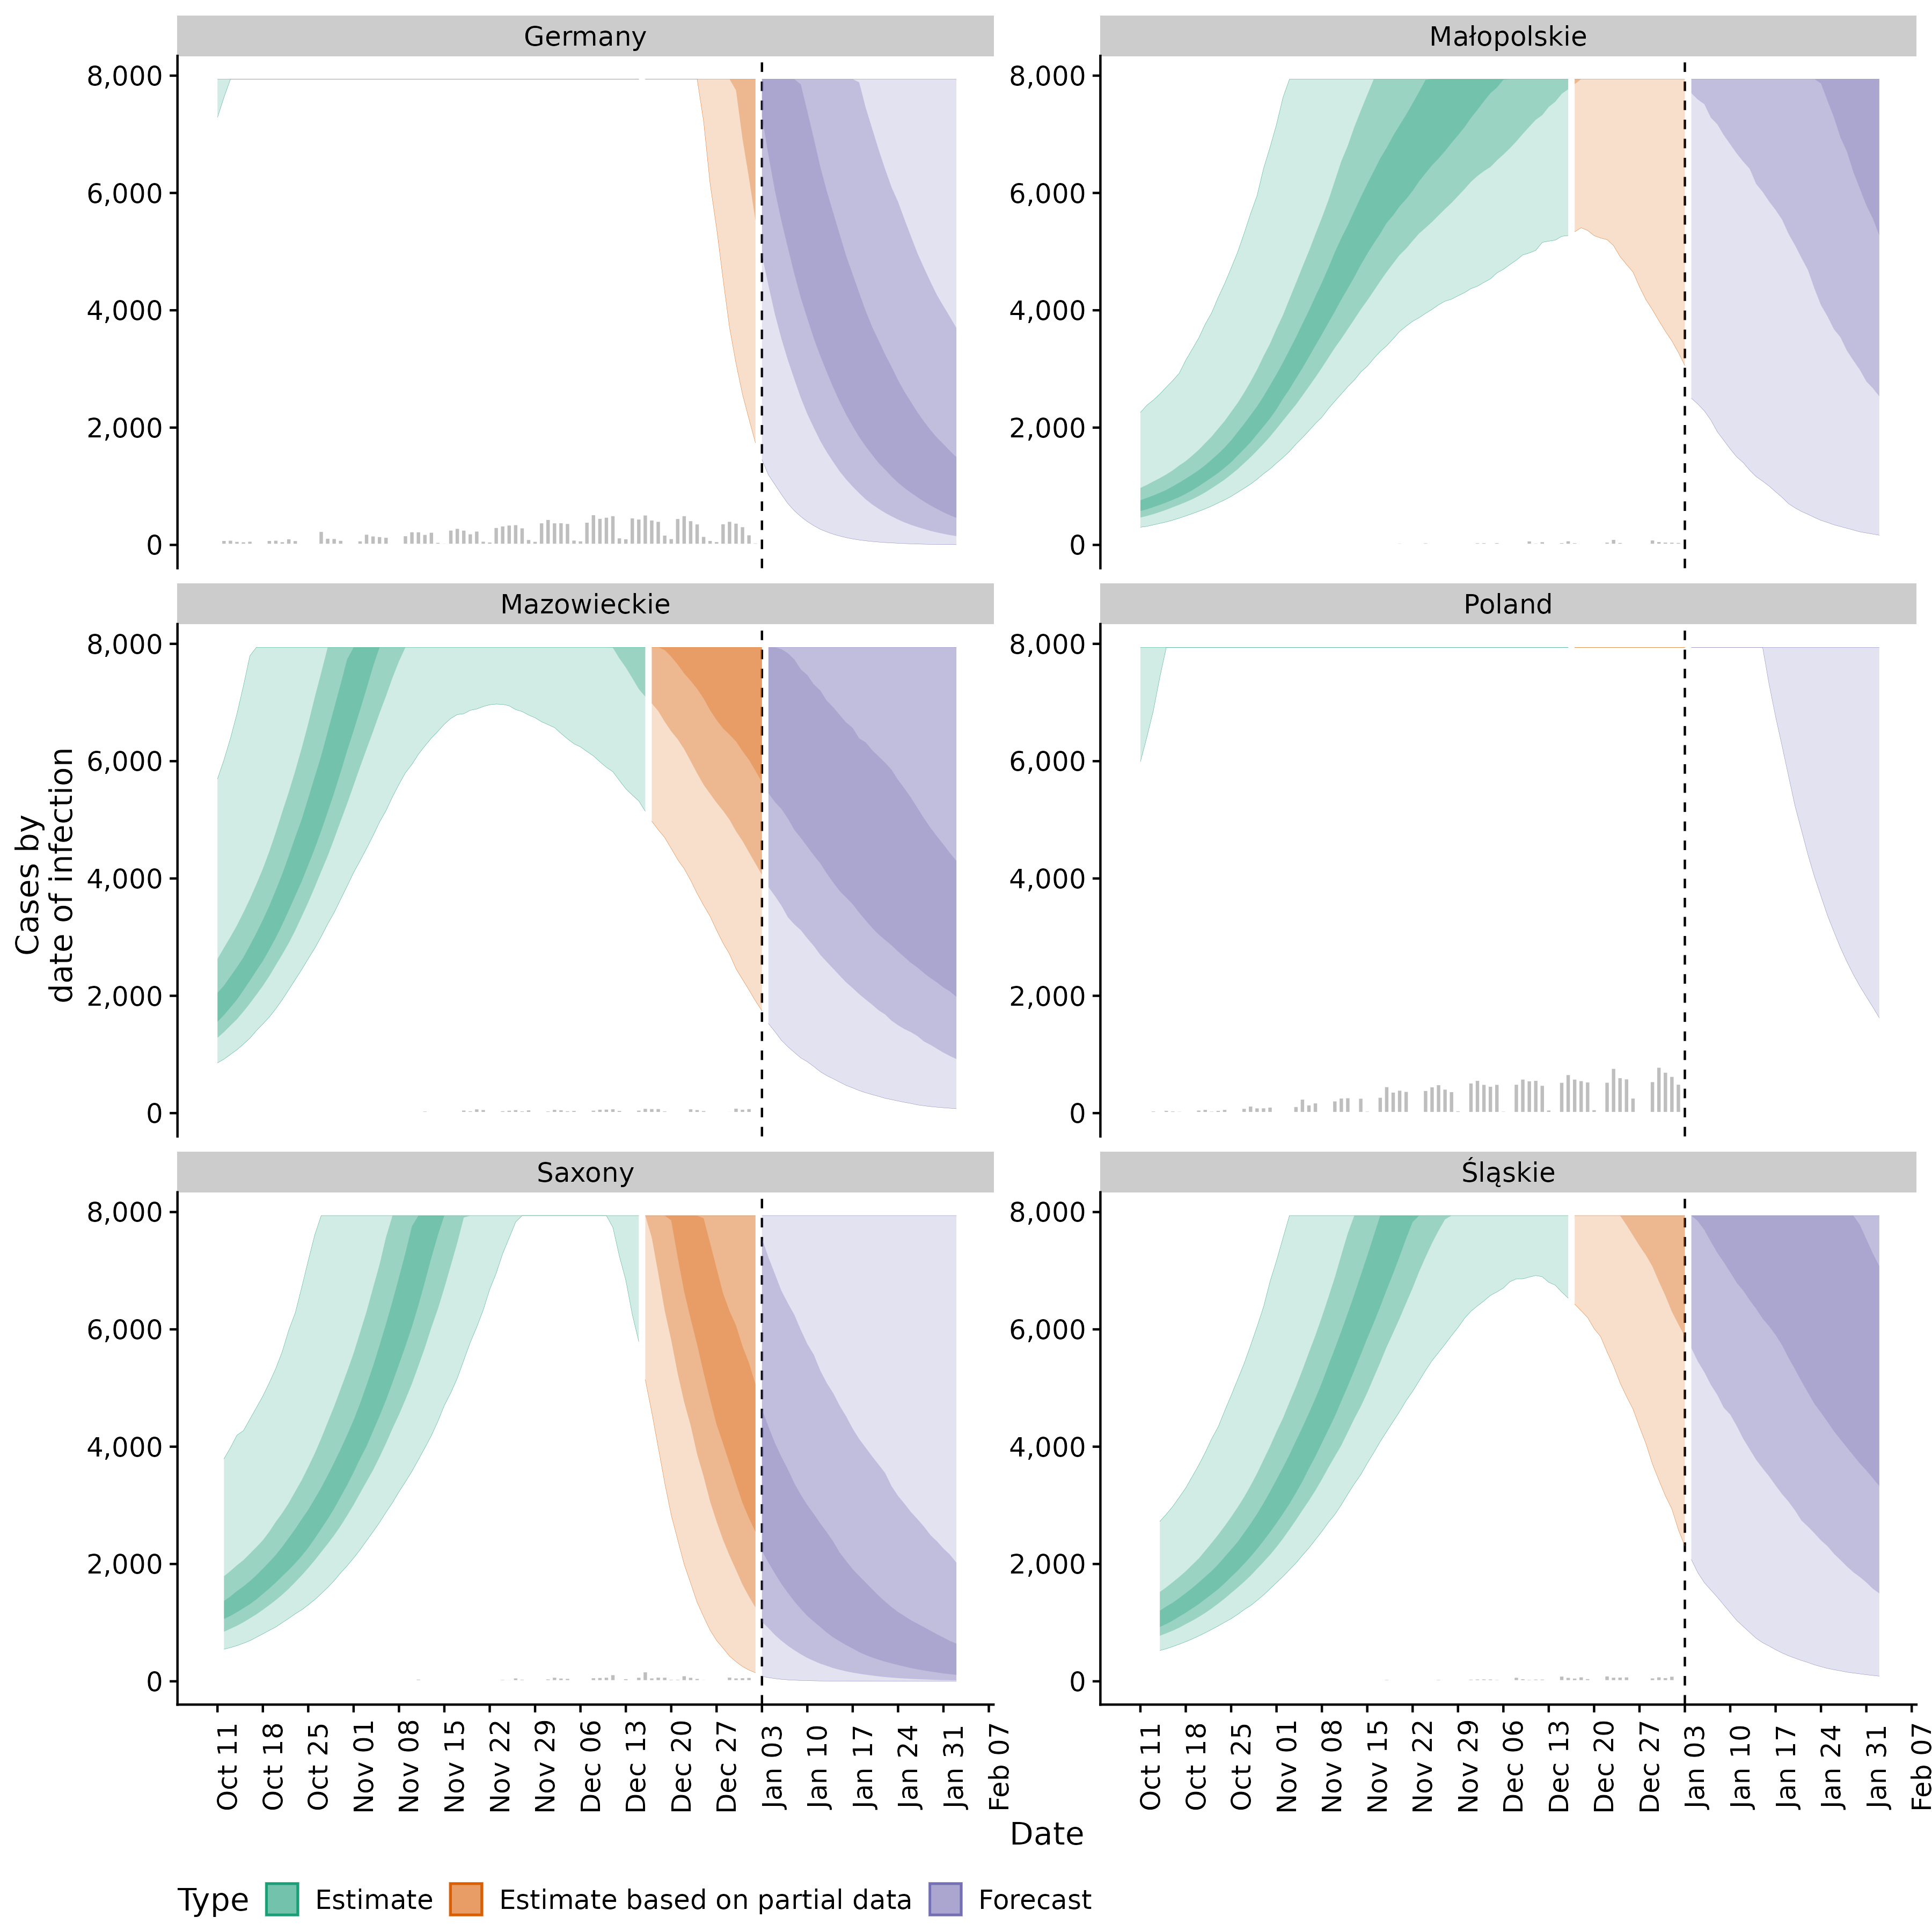 Germany
Małopolskie
8,000
6,000
4,000
2,000
0
8,000
6,000
4,000
2,000
0
Mazowieckie
Poland
8,000
6,000
4,000
2,000
0
8,000
6,000
4,000
2,000
0
Cases by
date of infection
Saxony
Śląskie
8,000
6,000
4,000
2,000
0
8,000
6,000
4,000
2,000
0
Oct 11
Oct 18
Oct 25
Nov 01
Nov 08
Nov 15
Nov 22
Nov 29
Dec 06
Dec 13
Dec 20
Dec 27
Jan 03
Jan 10
Jan 17
Jan 24
Jan 31
Feb 07
Oct 11
Oct 18
Oct 25
Nov 01
Nov 08
Nov 15
Nov 22
Nov 29
Dec 06
Dec 13
Dec 20
Dec 27
Jan 03
Jan 10
Jan 17
Jan 24
Jan 31
Feb 07
Date
Type Estimate Estimate based on partial data Forecast